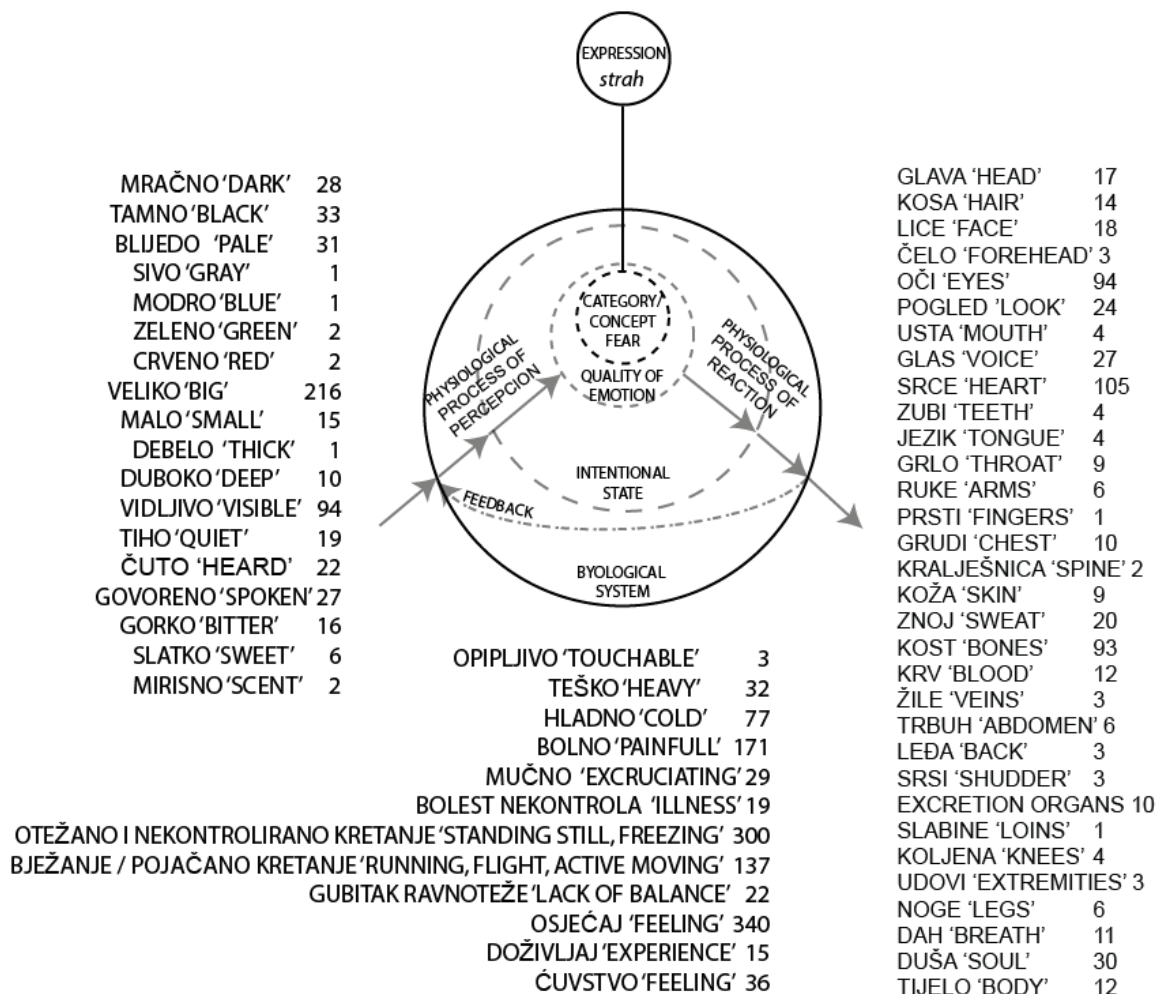 EXPRESSION
strah
MRAČNO 'DARK' 28
TAMNO 'BLACK' 33
BLIJEDO 'PALE' 31
SIVO 'GRAY' 1
MODRO 'BLUE' 1
ZELENO 'GREEN' 2
CRVENO 'RED' 2
VELIKO 'BIG' 216
MALO 'SMALL' 15
DEBELO 'THICK' 1
DUBOKO 'DEEP' 10
VIDLJIVO 'VISIBLE' 94
TIHO 'QUIET' 19
ČUTO 'HEARD' 22
GOVORENO 'SPOKEN' 27
GORKO 'BITTER' 16
SLATKO 'SWEET' 6
MIRISNO 'SCENT' 2
CATEGORY/
CONCEPT
FEAR
QUALITY OF
EMOTION
PHYSIOLOGICAL
PROCESS OF
PERCEPCION
PHYSIOLOGICAL
PROCESS OF
REACTION
INTENTIONAL
STATE
FEEDBACK
BYOLOGICAL
SYSTEM
OPIPLJIVO 'TOUCHABLE' 3
TEŠKO 'HEAVY' 32
HLADNO 'COLD' 77
BOLNO 'PAINFULL' 171
MUČNO 'EXCRUCIATING' 29
BOLEST NEKONTROLA 'ILLNESS' 19
OTEŽANO I NEKONTROLIRANO KRETANJE 'STANDING STILL, FREEZING' 300
BJEŽANJE / POJAČANO KRETANJE 'RUNNING, FLIGHT, ACTIVE MOVING' 137
GUBITAK RAVNOTEŽE 'LACK OF BALANCE' 22
OSJEĆAJ 'FEELING' 340
DOŽIVLJAJ 'EXPERIENCE' 15
ĆUVSTVO 'FEELING' 36
GLAVA 'HEAD' 17
KOSA 'HAIR' 14
LICE 'FACE' 18
ČELO 'FOREHEAD' 3
OČI 'EYES' 94
POGLED 'LOOK' 24
USTA 'MOUTH' 4
GLAS 'VOICE' 27
SRCE 'HEART' 105
ZUBI 'TEETH' 4
JEZIK 'TONGUE' 4
GRLO 'THROAT' 9
RUKE 'ARMS' 6
PRSTI 'FINGERS' 1
GRUDI 'CHEST' 10
KRALJEŠNICA 'SPINE' 2
KOŽA 'SKIN' 9
ZNOJ 'SWEAT' 20
KOST 'BONES' 93
KRV 'BLOOD' 12
ŽILE 'VEINS' 3
TRBUH 'ABDOMEN' 6
LEĐA 'BACK' 3
SRSI 'SHUDDER' 3
EXCRETION ORGANS 10
SLABINE 'LOINS' 1
KOLJENA 'KNEES' 4
UDOVI 'EXTREMITIES' 3
NOGE 'LEGS' 6
DAH 'BREATH' 11
DUŠA 'SOUL' 30
TIJELO 'BODY' 12